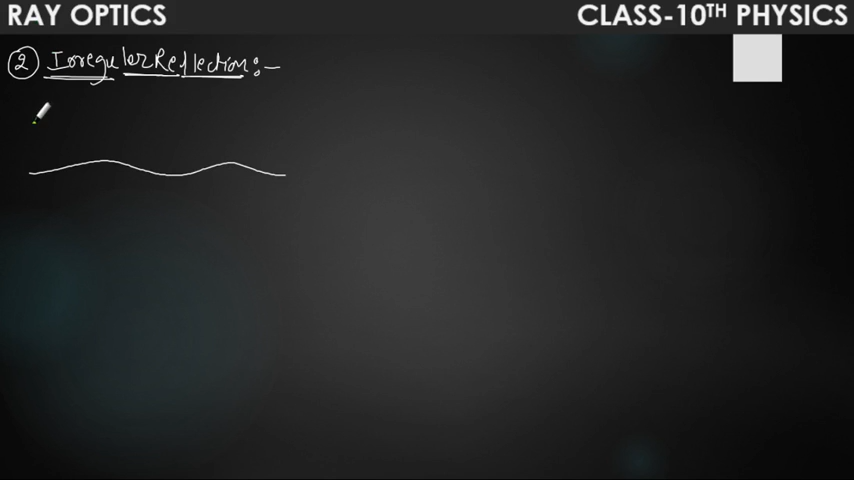 RAY OPTICS
CLASS-10TH PHYSICS
② Irregular Reflection :-